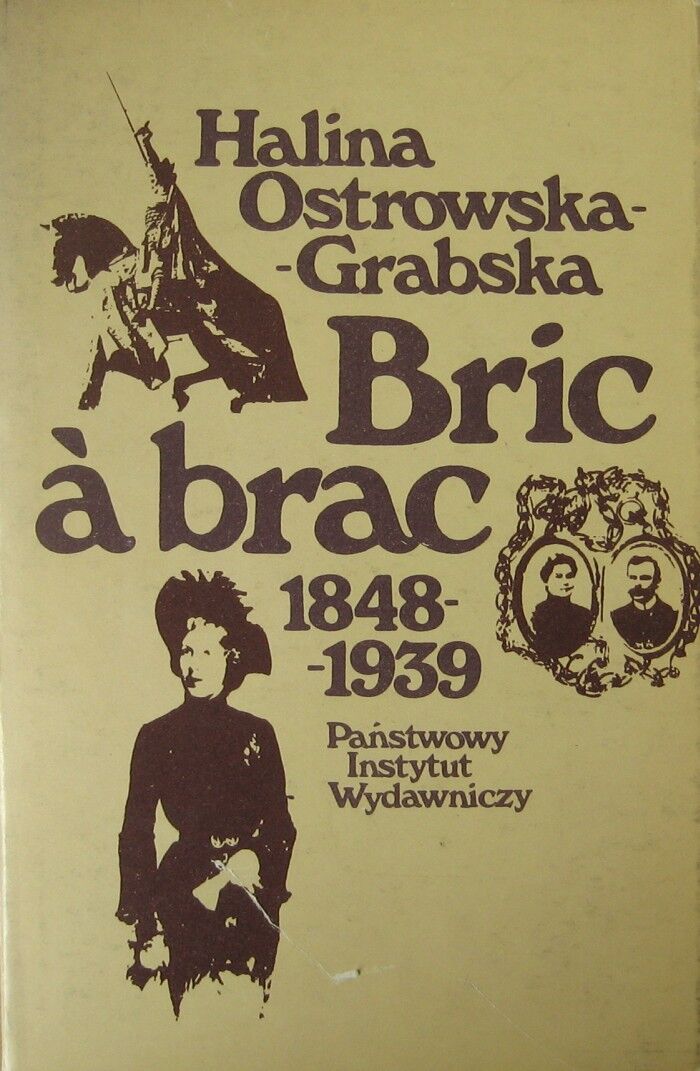 Halina
Ostrowska-
-Grabska
Bric
à brac
1848-
-1939
Państwowy
Instytut
Wydawniczy